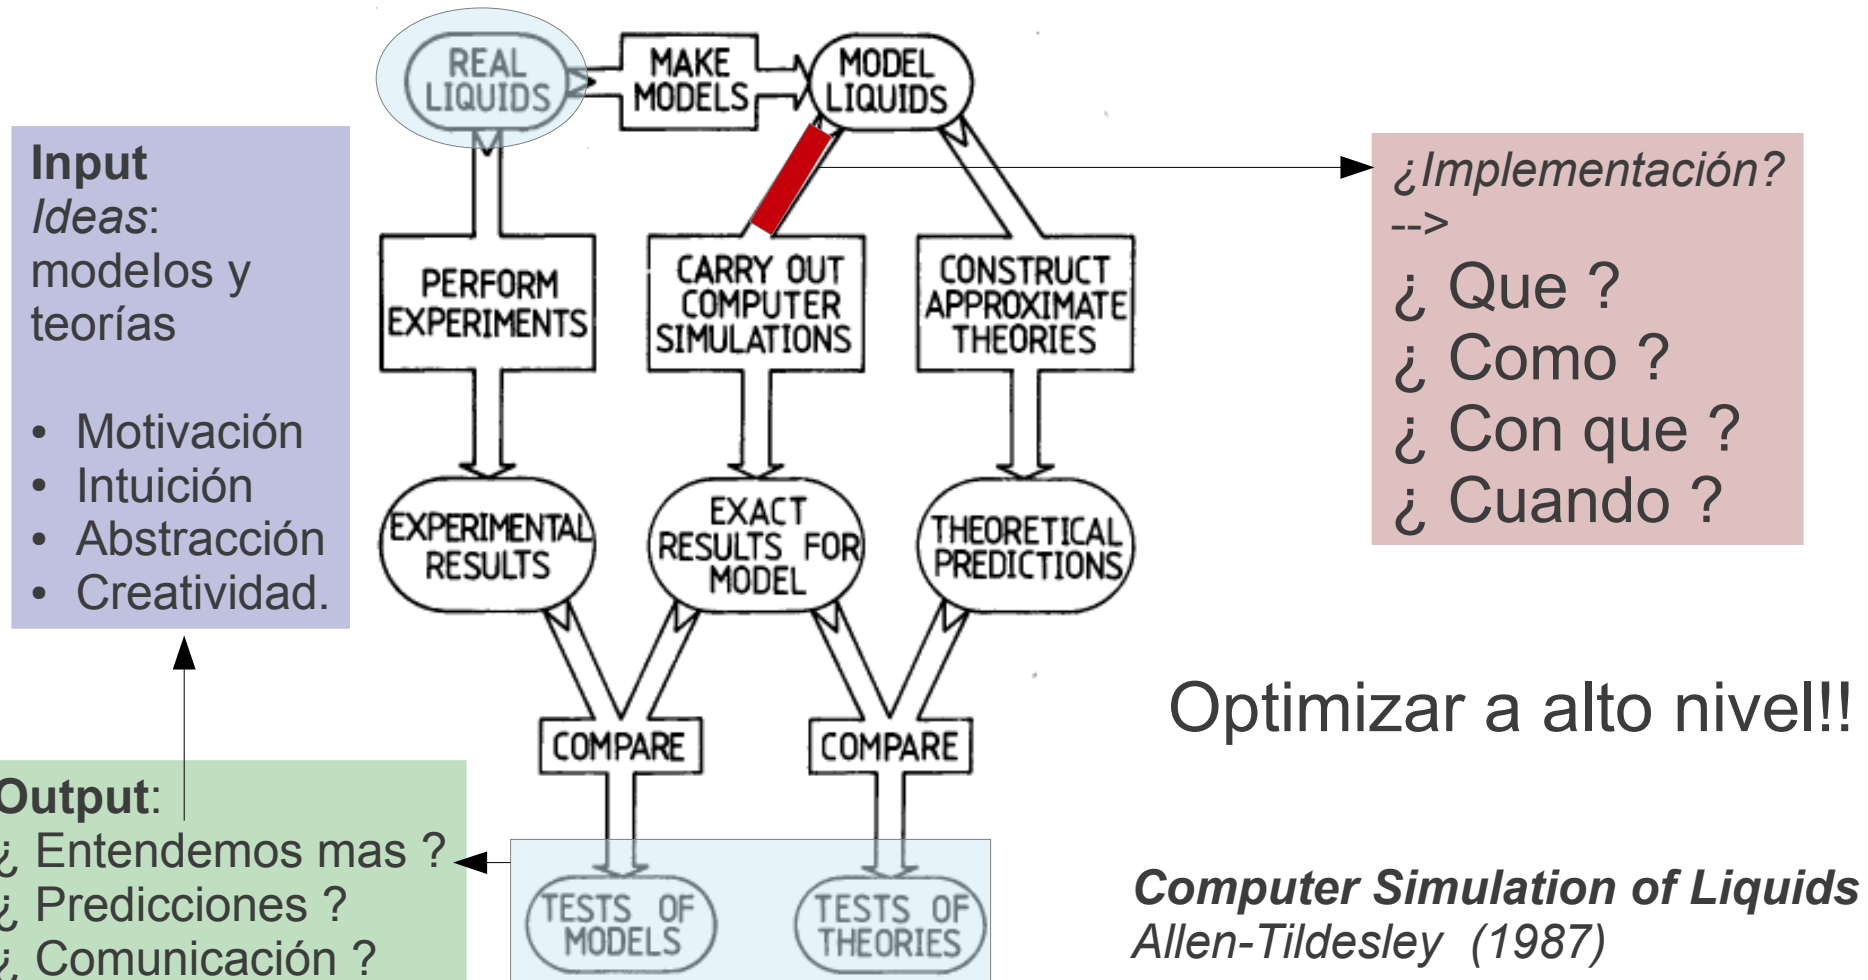 REAL
LIQUIDS
MAKE
MODELS
MODEL
LIQUIDS
Input
Ideas:
modelos y
teorías
• Motivación
• Intuición
• Abstracción
• Creatividad.
¿Implementación?
-->
¿ Que ?
¿ Como ?
¿ Con que ?
¿ Cuando ?
PERFORM
EXPERIMENTS
CARRY OUT
COMPUTER
SIMULATIONS
CONSTRUCT
APPROXIMATE
THEORIES
EXPERIMENTAL
RESULTS
EXACT
RESULTS FOR
MODEL
THEORETICAL
PREDICTIONS
COMPARE
COMPARE
Optimizar a alto nivel!!
Output:
¿ Entendemos mas ?
¿ Predicciones ?
¿ Comunicación ?
TESTS OF
MODELS
TESTS OF
THEORIES
Computer Simulation of Liquids
Allen-Tildesley (1987)